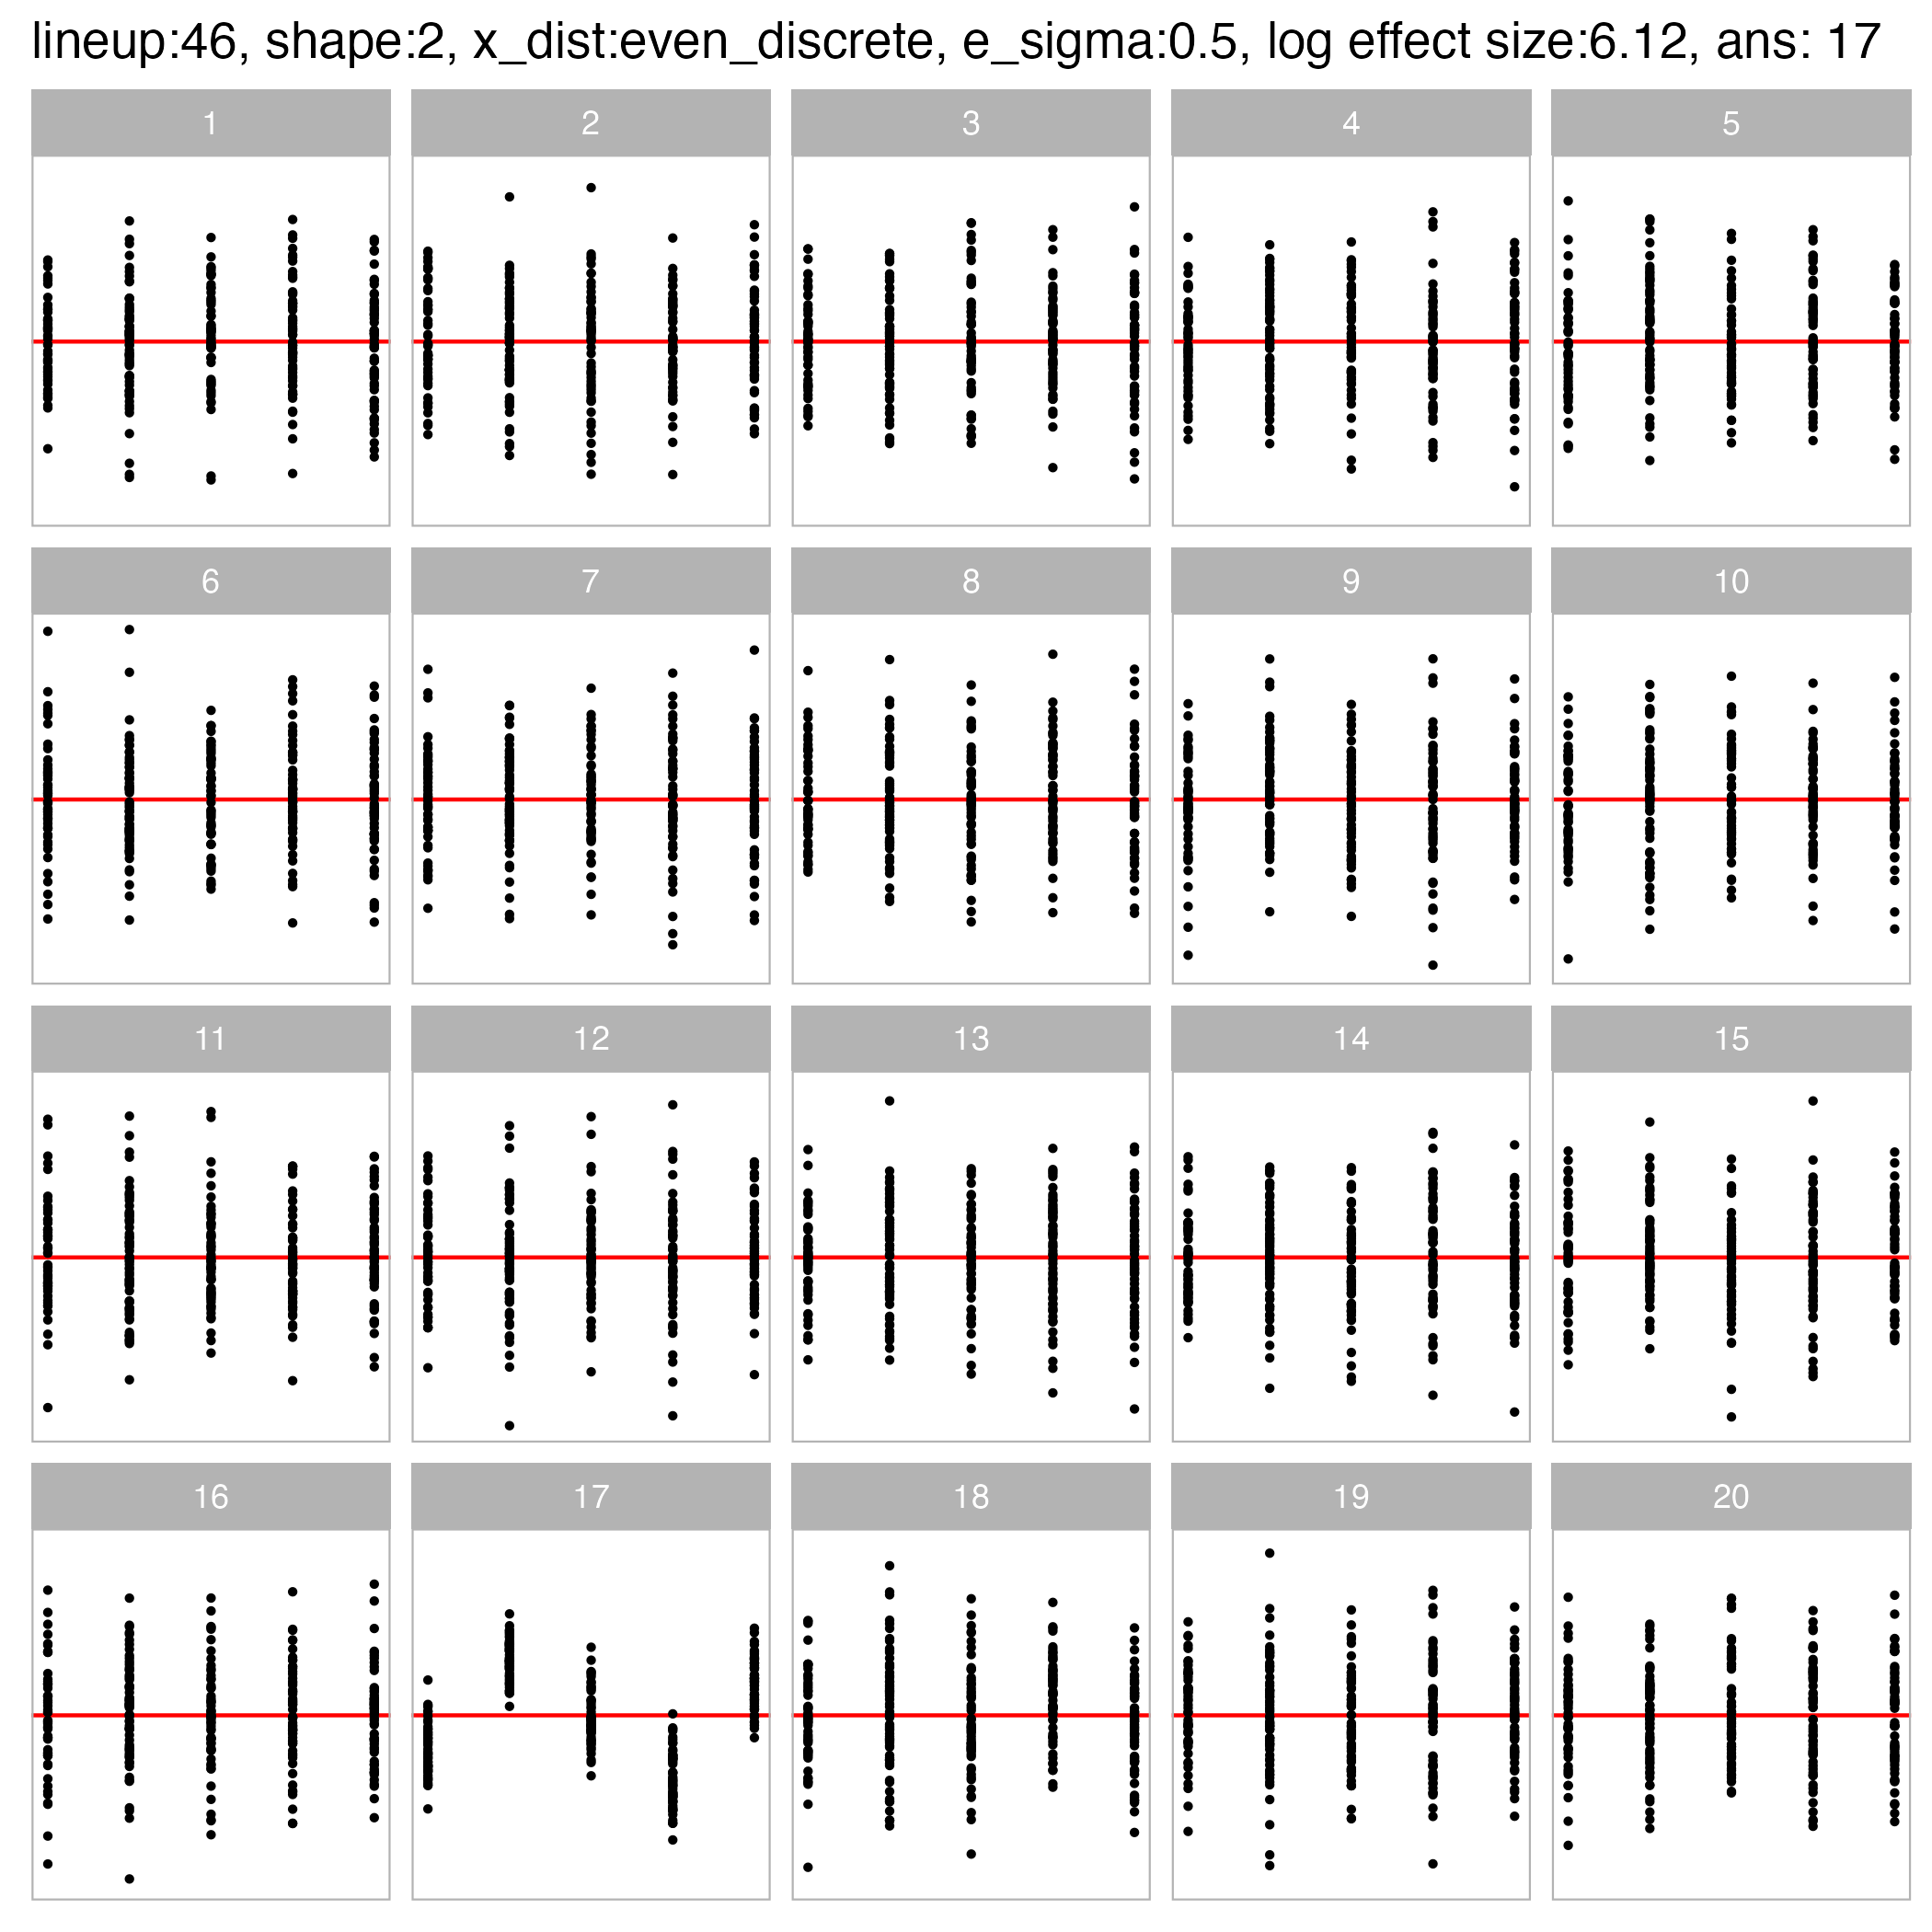 lineup:46, shape:2, x_dist:even_discrete, e_sigma:0.5, log effect size:6.12, ans: 17
1 2 3 4 5
6 7 8 9 10
11 12 13 14 15
16 17 18 19 20